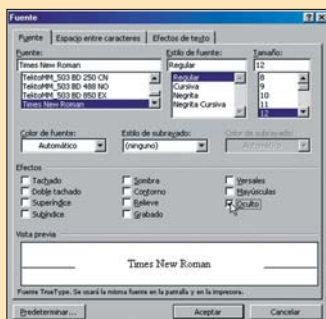 Fuente
Fuente Espacio entre caracteres Efectos de texto
Fuente: Estilo de fuente: Tamaño:
Times New Roman Regular 12
TektoMM_503 BD 250 CN Regular 8
TektoMM_503 BD 488 NO Cursiva 9
TektoMM_503 BD 850 EX Negrita 10
Times New Roman Negrita Cursiva 11
12
Color de fuente: Estilo de subrayado: Color de subrayado:
Automático (ninguno) Automático
Efectos
Tachado Sombra Versales
Doble tachado Contorno Mayúsculas
Superíndice Relieve Oculto
Subíndice Grabado
Vista previa
Times New Roman
Fuente TrueType. Se usará la misma fuente en la pantalla y en la impresora.
Predeterminar... Aceptar Cancelar